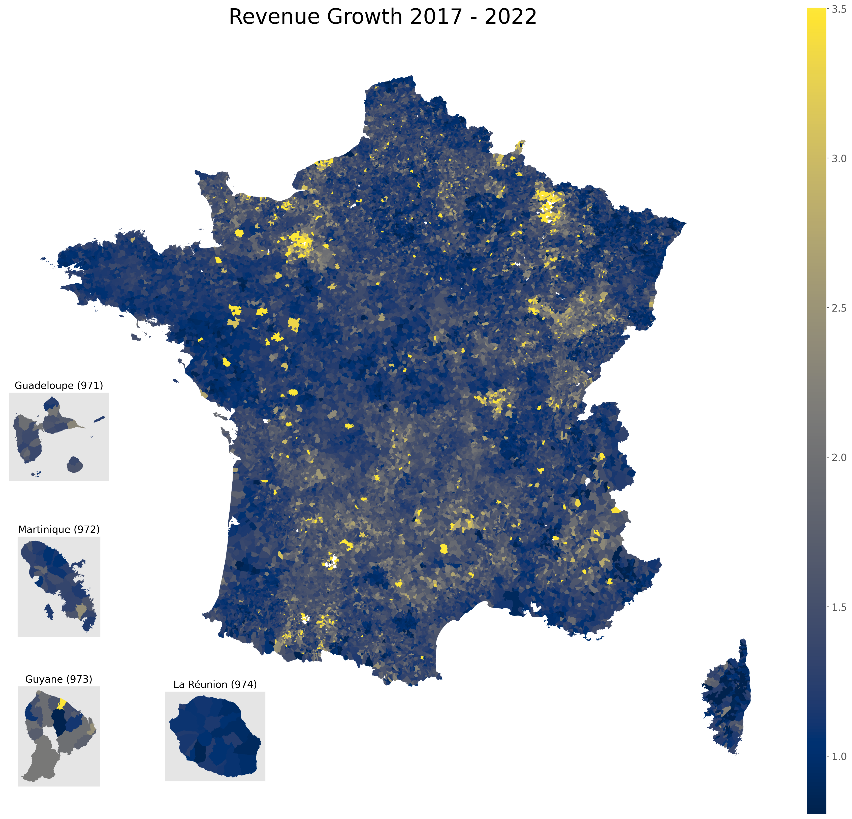 Revenue Growth 2017 - 2022
3.5
3.0
2.5
2.0
1.5
1.0
Guadeloupe (971)
Martinique (972)
Guyane (973)
La Réunion (974)